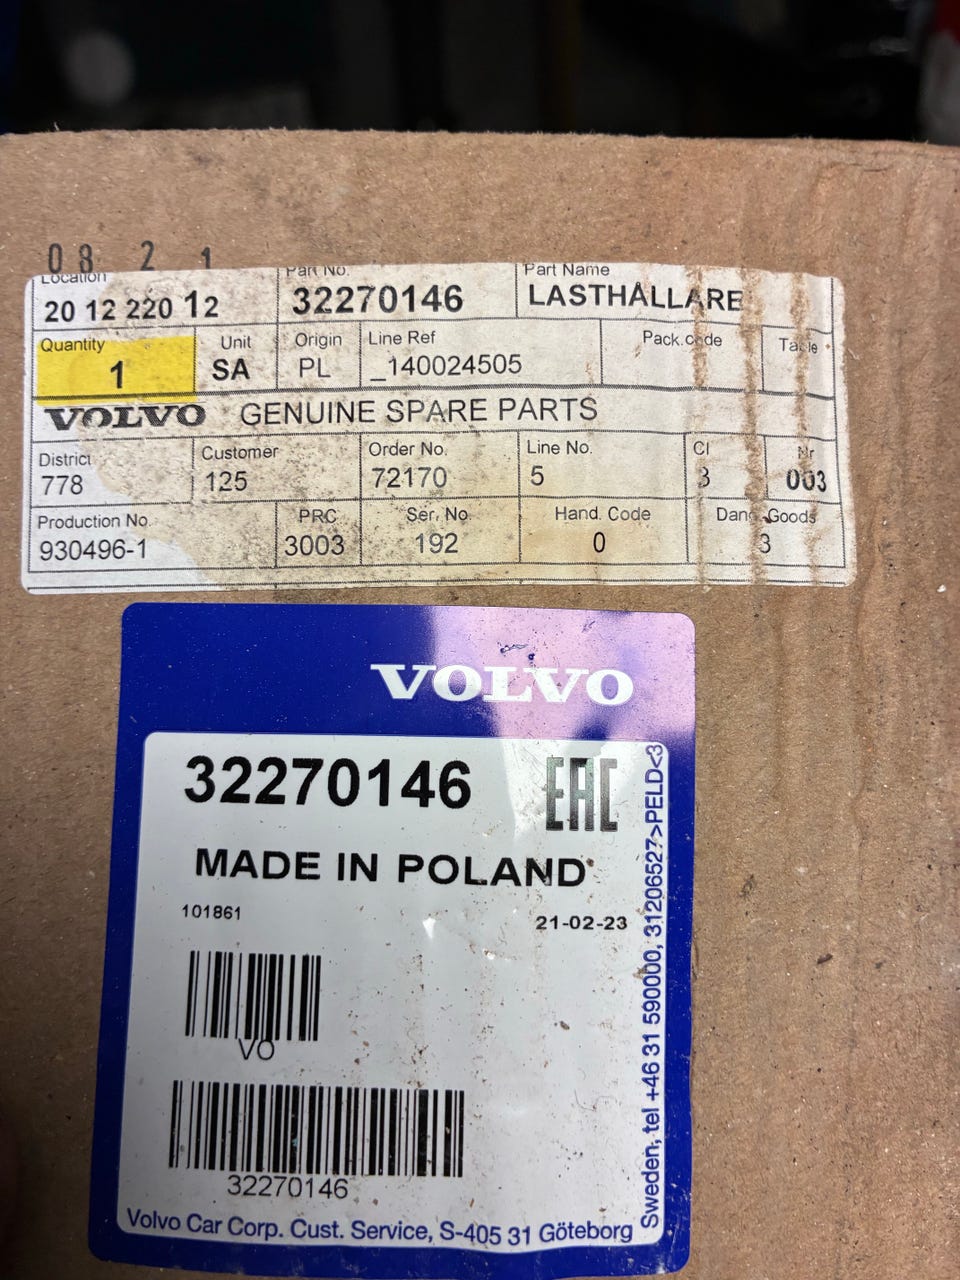 08 2 1
Location Part No. Part Name
20 12 220 12 32270146 LASTHÅLLARE
Quantity Unit Origin Line Ref Pack.code Table
1 SA PL _140024505
VOLVO GENUINE SPARE PARTS
District Customer Order No. Line No. Cl Nr
778 125 72170 5 3 003
Production No. PRC Ser. No. Hand. Code Dang. Goods
930496-1 3003 192 0 3
VOLVO
32270146 EAC
MADE IN POLAND
101861 21-02-23
VO
32270146
Volvo Car Corp. Cust. Service, S-405 31 Göteborg
Sweden, tel +46 31 590000, 31206527>PELD<3